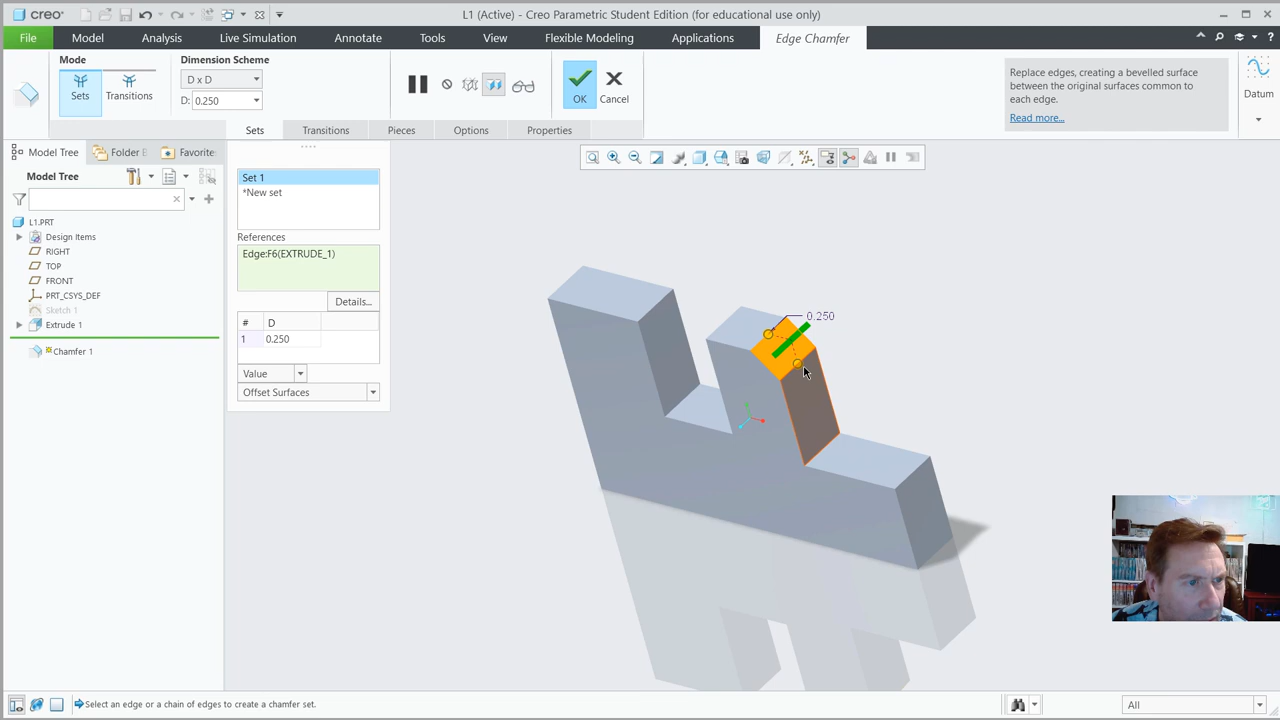 creo
L1 (Active) - Creo Parametric Student Edition (for educational use only)
File
Model
Analysis
Live Simulation
Annotate
Tools
View
Flexible Modeling
Applications
Edge Chamfer
Mode
Dimension Scheme
Sets
Transitions
D x D
D: 0.250
OK
Cancel
Replace edges, creating a bevelled surface
between the original surfaces common to
each edge.
Read more...
Datum
Sets
Transitions
Pieces
Options
Properties
Model Tree
Folder B
Favorite
Model Tree
L1.PRT
Design Items
RIGHT
TOP
FRONT
PRT_CSYS_DEF
Sketch 1
Extrude 1
Chamfer 1
Set 1
*New set
References
Edge:F6(EXTRUDE_1)
Details...
# D
1 0.250
Value
Offset Surfaces
0.250
Select an edge or a chain of edges to create a chamfer set.
All